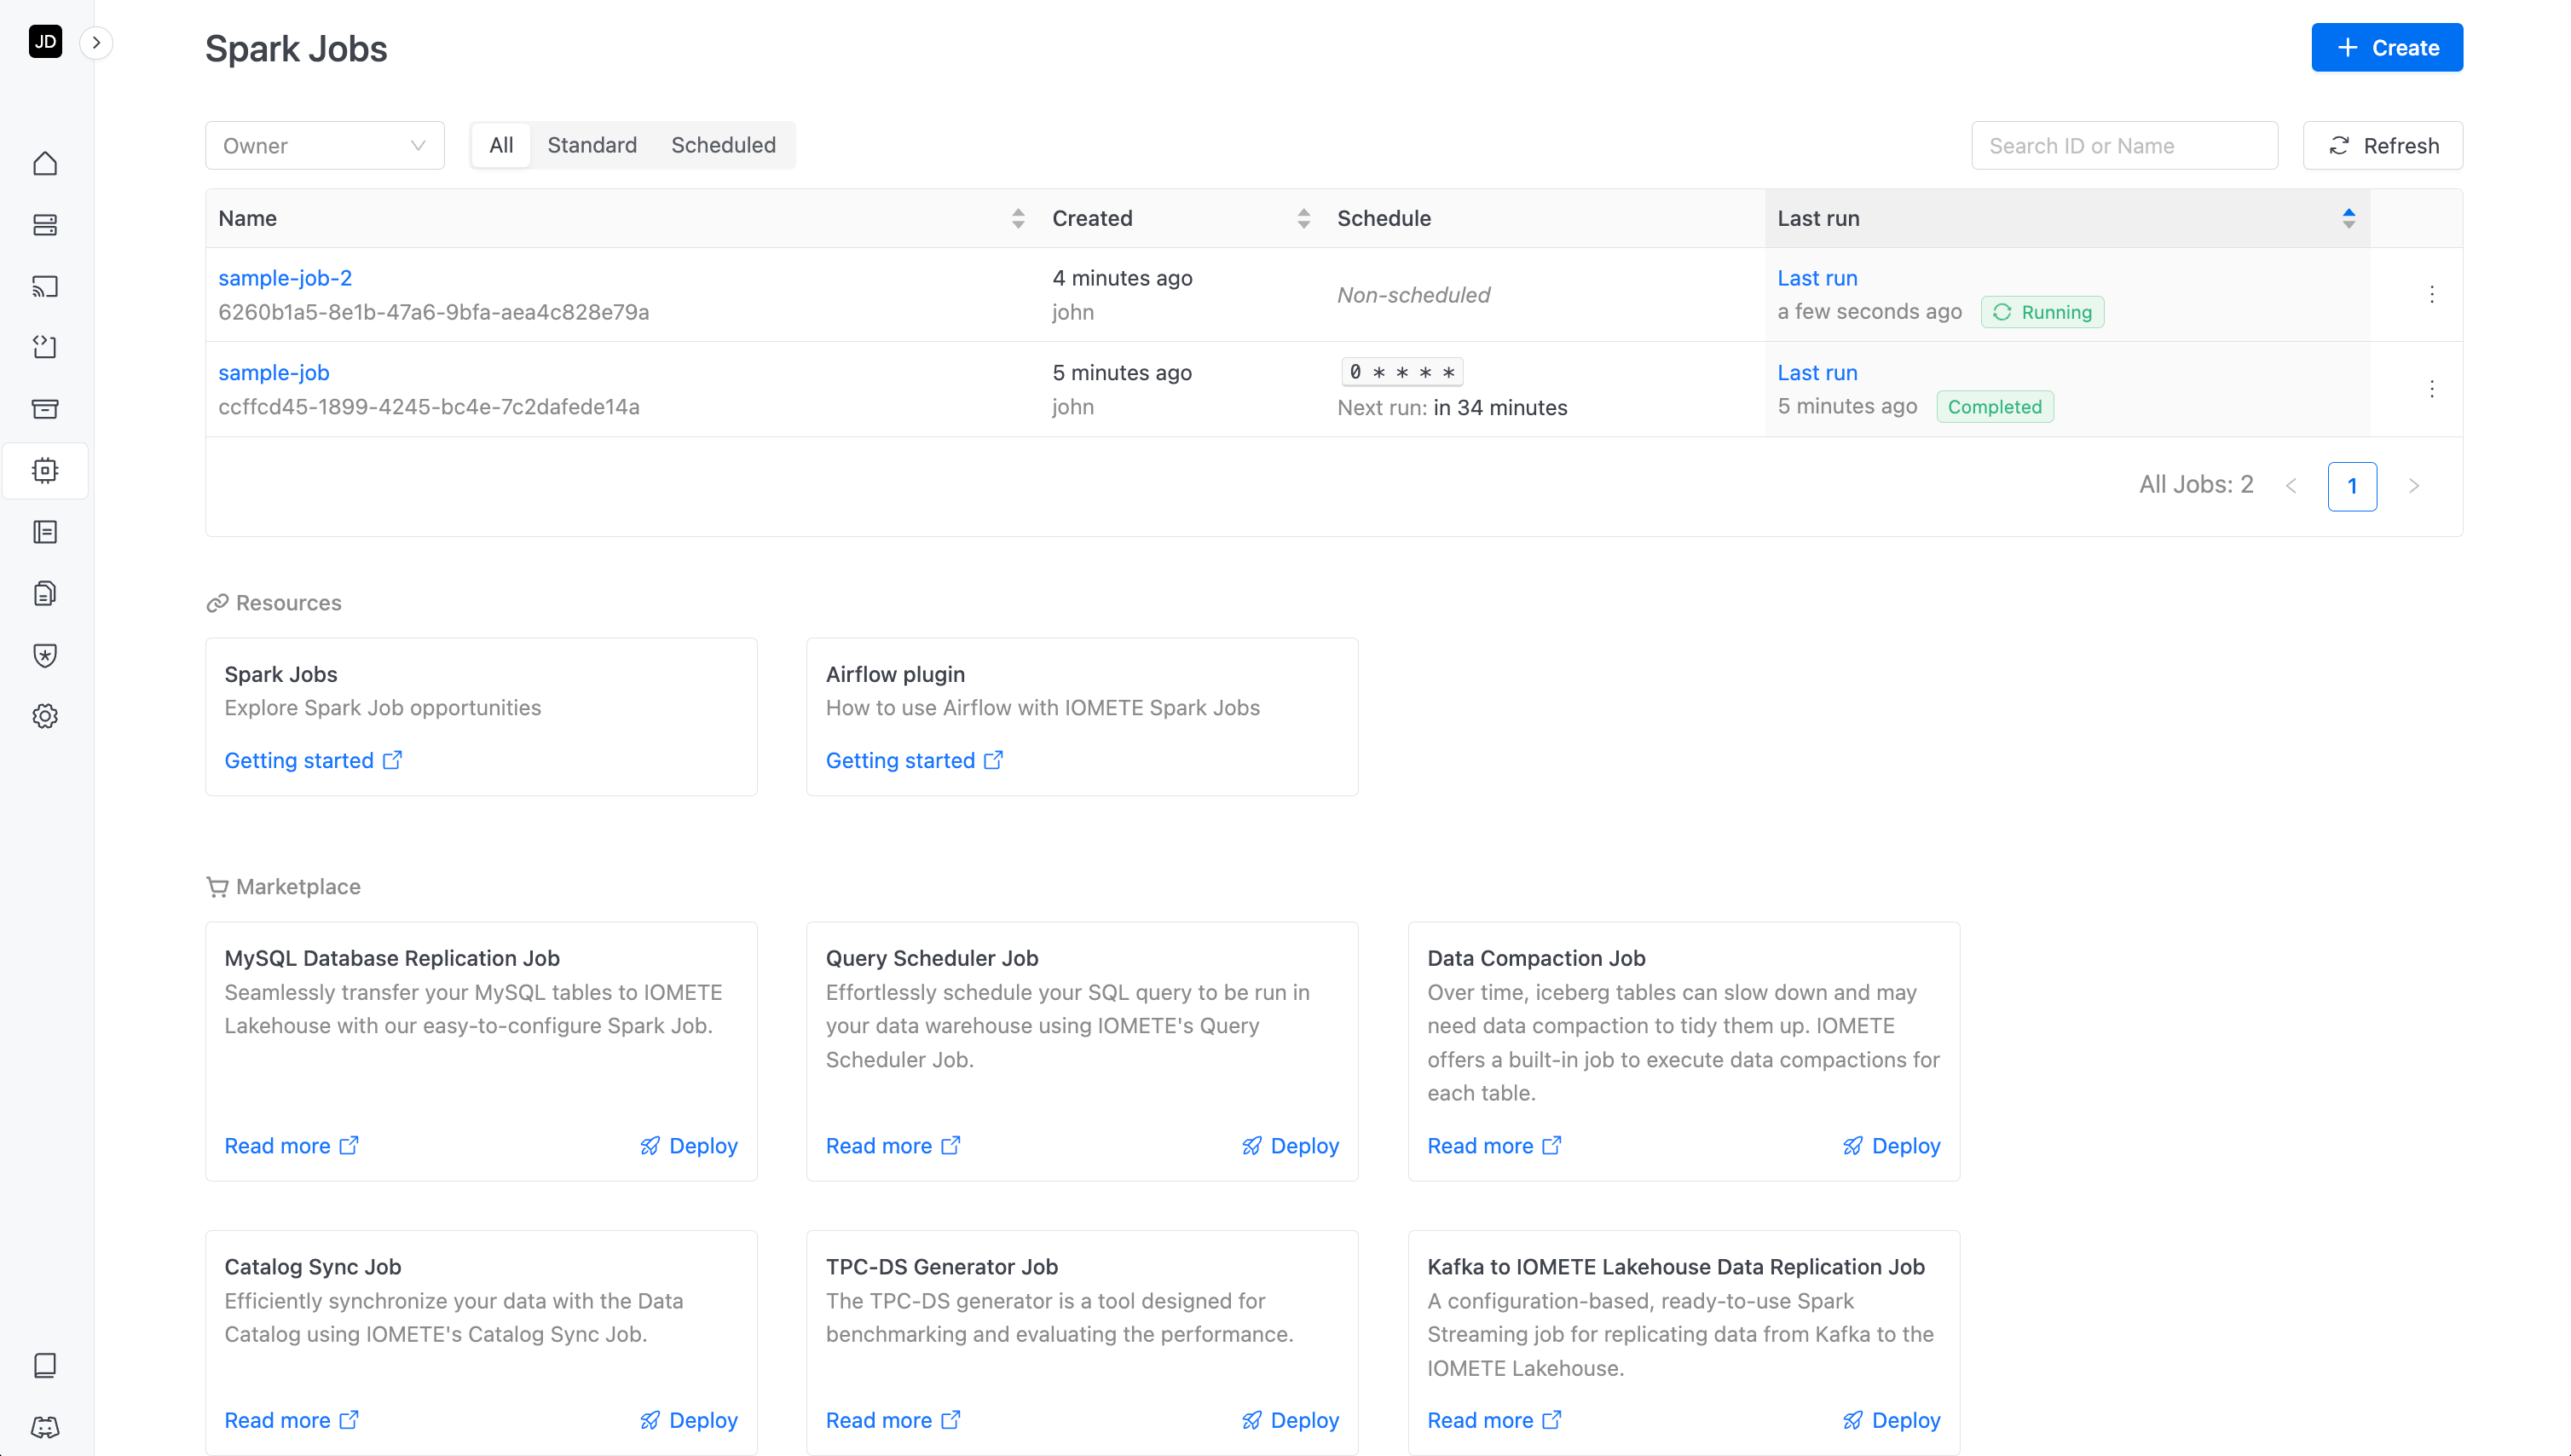 JD
Spark Jobs
Create
Owner
All Standard Scheduled
Search ID or Name
Refresh
Name Created Schedule Last run
sample-job-2 4 minutes ago Last run
6260b1a5-8e1b-47a6-9bfa-aea4c828e79a john Non-scheduled a few seconds ago Running
sample-job 5 minutes ago 0 * * * * Last run
ccffcd45-1899-4245-bc4e-7c2dafede14a john Next run: in 34 minutes 5 minutes ago Completed
All Jobs: 2 < 1 >
Resources
Spark Jobs
Explore Spark Job opportunities
Getting started
Airflow plugin
How to use Airflow with IOMETE Spark Jobs
Getting started
Marketplace
MySQL Database Replication Job
Seamlessly transfer your MySQL tables to IOMETE
Lakehouse with our easy-to-configure Spark Job.
Read more Deploy
Query Scheduler Job
Effortlessly schedule your SQL query to be run in
your data warehouse using IOMETE's Query
Scheduler Job.
Read more Deploy
Data Compaction Job
Over time, iceberg tables can slow down and may
need data compaction to tidy them up. IOMETE
offers a built-in job to execute data compactions for
each table.
Read more Deploy
Catalog Sync Job
Efficiently synchronize your data with the Data
Catalog using IOMETE's Catalog Sync Job.
Read more Deploy
TPC-DS Generator Job
The TPC-DS generator is a tool designed for
benchmarking and evaluating the performance.
Read more Deploy
Kafka to IOMETE Lakehouse Data Replication Job
A configuration-based, ready-to-use Spark
Streaming job for replicating data from Kafka to the
IOMETE Lakehouse.
Read more Deploy